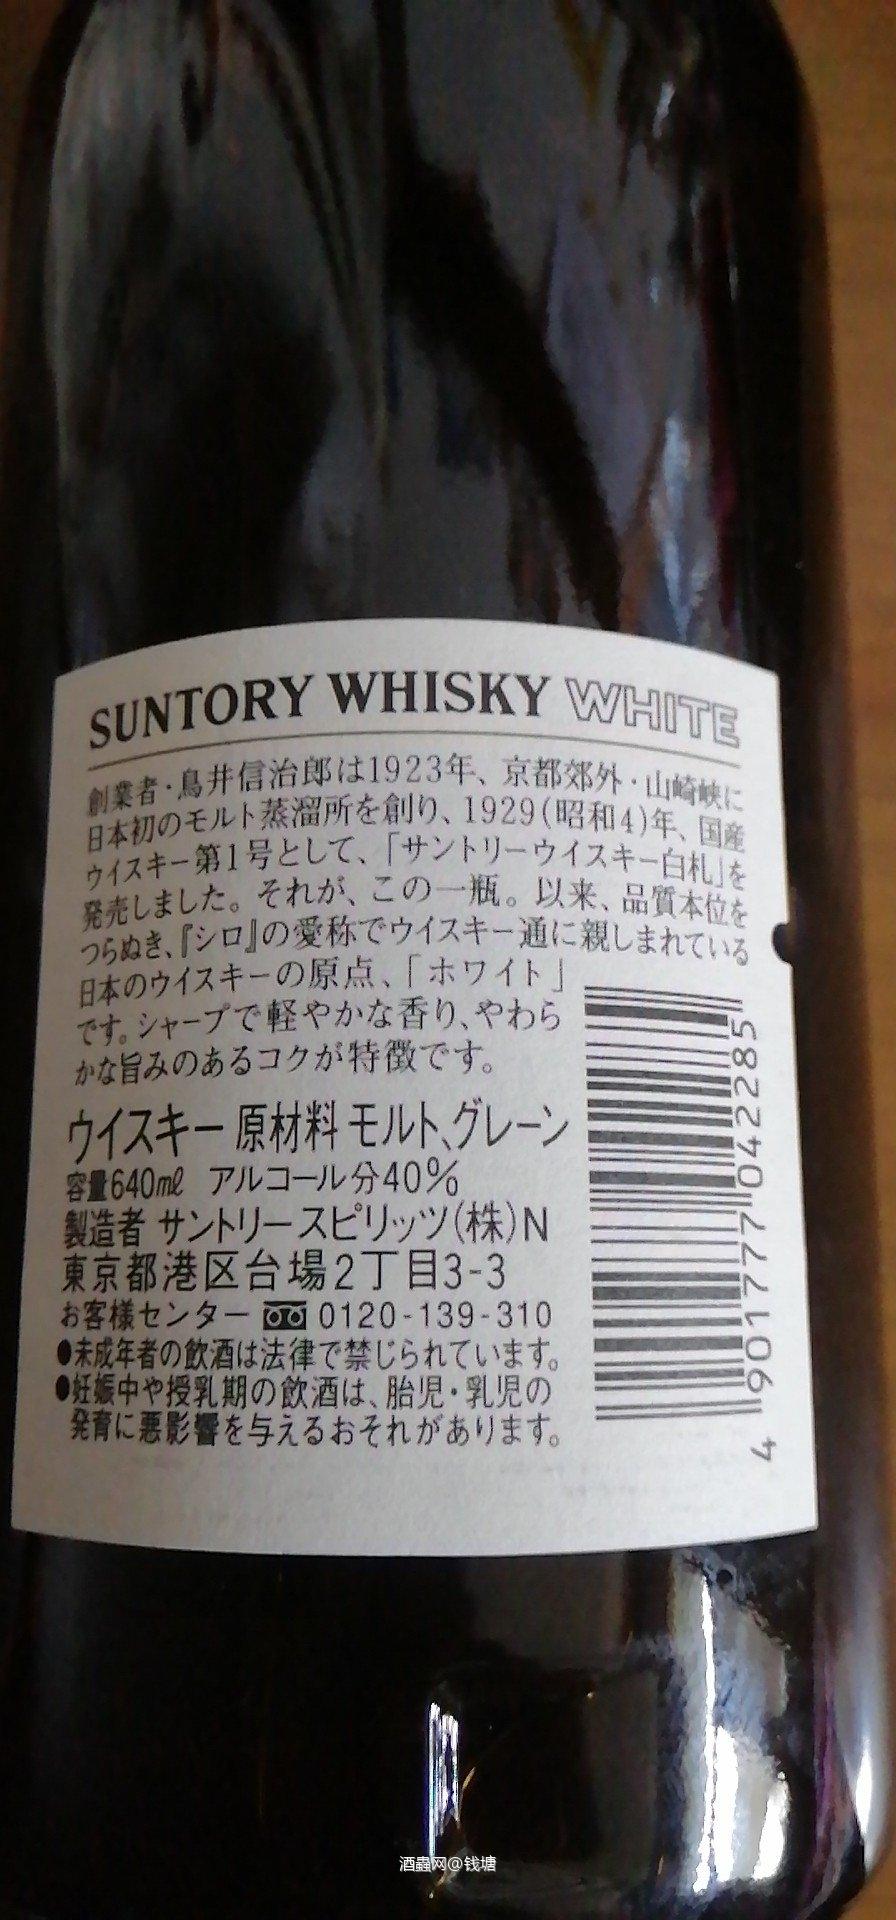 SUNTORY WHISKY WHITE
創業者・鳥井信治郎は1923年、京都郊外・山崎峡に
日本初のモルト蒸溜所を創り、1929(昭和4)年、国産
ウイスキー第1号として、「サントリーウイスキー白札」を
発売しました。それが、この一瓶。以来、品質本位を
つらぬき、『シロ』の愛称でウイスキー通に親しまれている
日本のウイスキーの原点、「ホワイト」
です。シャープで軽やかな香り、やわら
かな旨みのあるコクが特徴です。
ウイスキー 原材料 モルト、グレーン
容量640㎖ アルコール分40%
製造者 サントリースピリッツ(株)N
東京都港区台場2丁目3-3
お客様センター 0120-139-310
●未成年者の飲酒は法律で禁じられています。
●妊娠中や授乳期の飲酒は、胎児・乳児の
発育に悪影響を与えるおそれがあります。
4 901777 042285
酒蟲网@钱塘